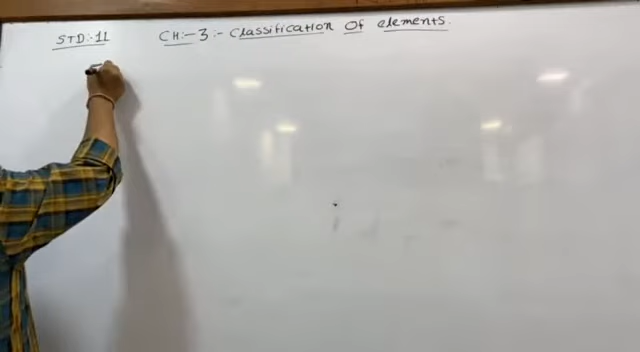 STD:-11 CH:-3:- Classification Of elements.